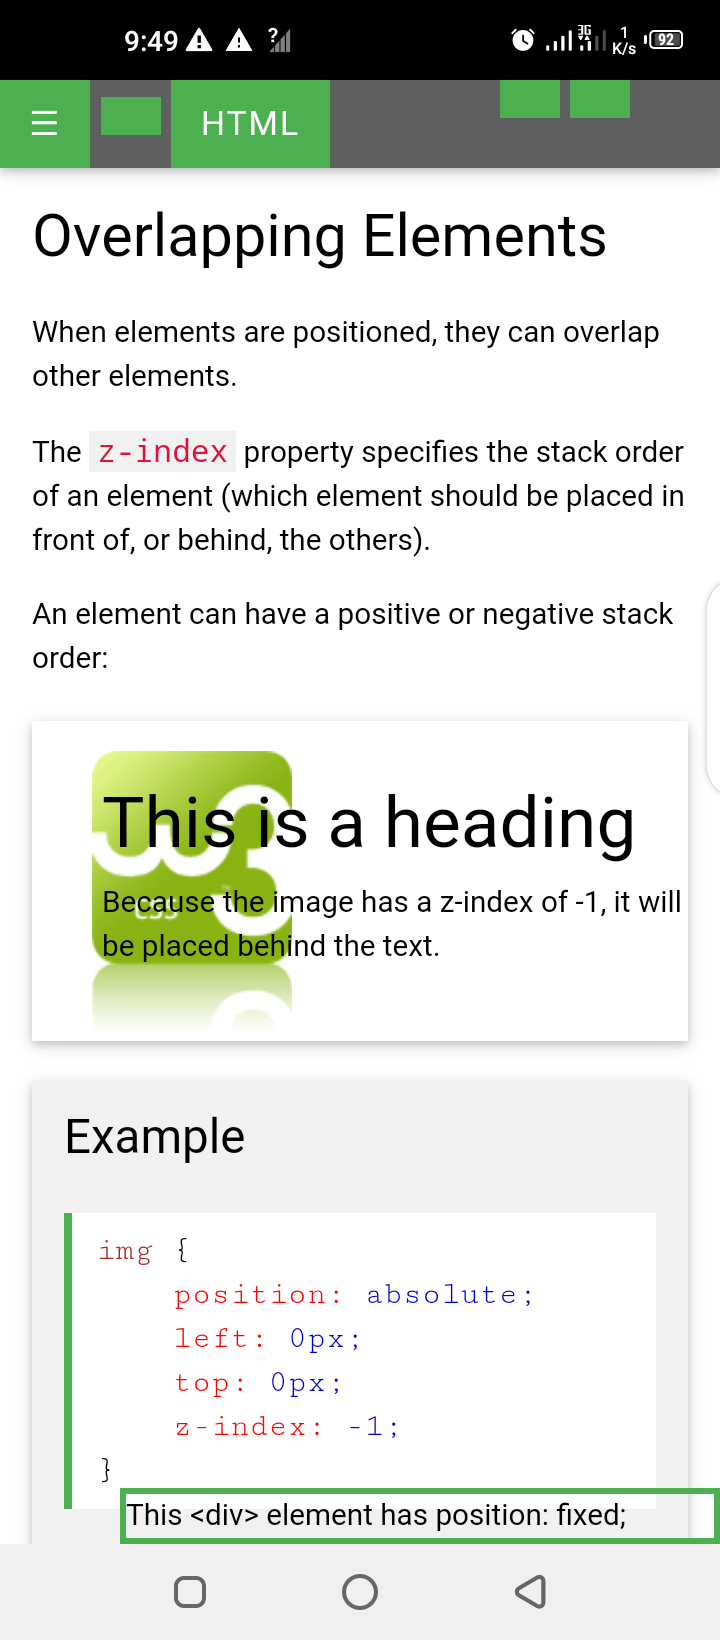 9:49
?
3G
1
K/s
92
HTML
Overlapping Elements
When elements are positioned, they can overlap
other elements.
The z-index property specifies the stack order
of an element (which element should be placed in
front of, or behind, the others).
An element can have a positive or negative stack
order:
This is a heading
CSS
Because the image has a z-index of -1, it will
be placed behind the text.
Example
img {
position: absolute;
left: 0px;
top: 0px;
z-index: -1;
}
This <div> element has position: fixed;